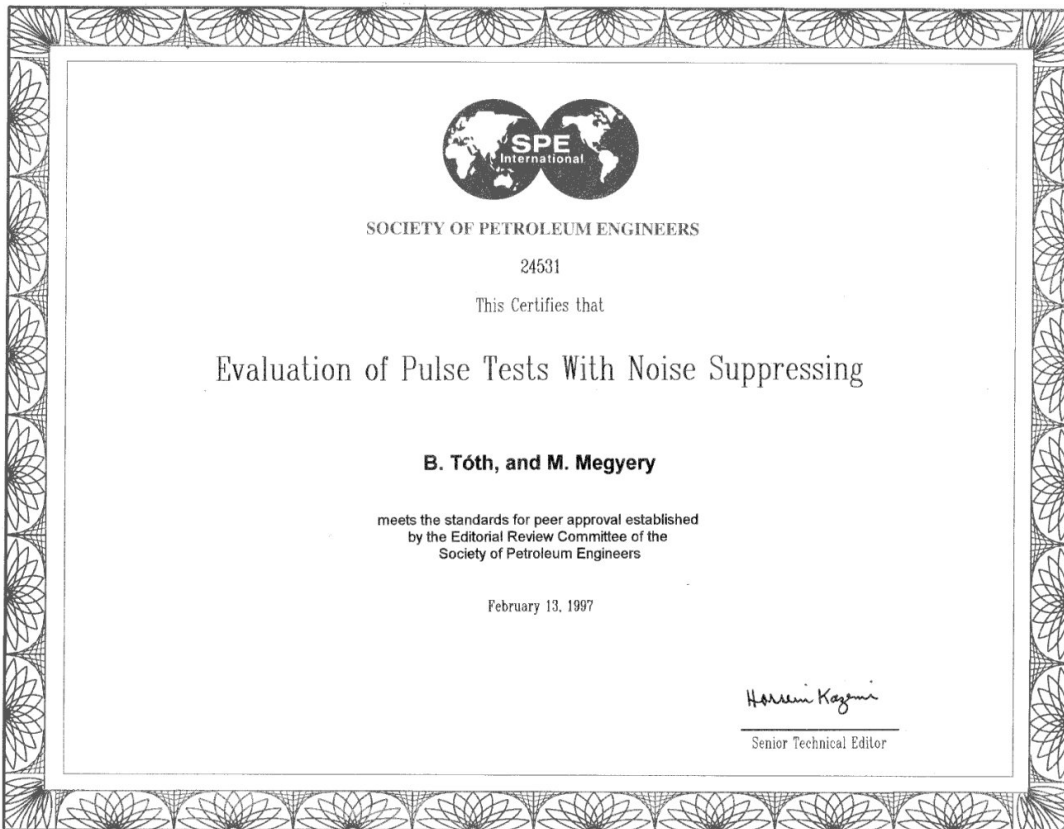 SPE
International
SOCIETY OF PETROLEUM ENGINEERS
24531
This Certifies that
Evaluation of Pulse Tests With Noise Suppressing
B. Tóth, and M. Megyery
meets the standards for peer approval established
by the Editorial Review Committee of the
Society of Petroleum Engineers
February 13, 1997
Hossein Kazemi
Senior Technical Editor